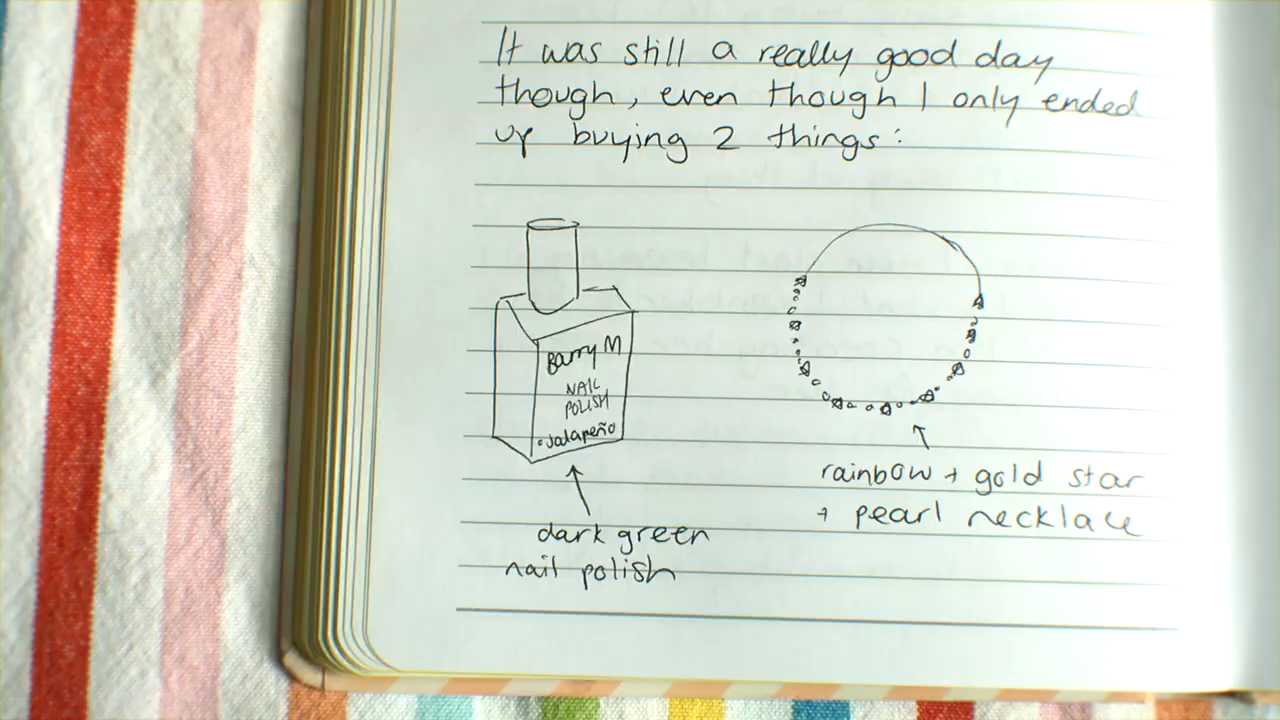 It was still a really good day
though, even though I only ended
up buying 2 things:
Barry M
NAIL
POLISH
Jalapeño
dark green
nail polish
rainbow + gold star
+ pearl necklace